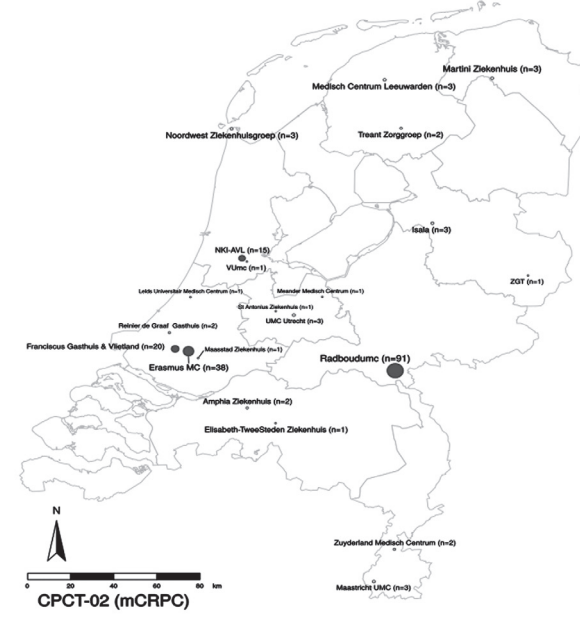 Martini Ziekenhuis (n=3)
Medisch Centrum Leeuwarden (n=3)
Noordwest Ziekenhuisgroep (n=3)
Treant Zorggroep (n=2)
Isala (n=3)
NKI-AVL (n=15)
VUmc (n=1)
ZGT (n=1)
Leids Universitair Medisch Centrum (n=1)
Meander Medisch Centrum (n=1)
St Antonius Ziekenhuis (n=1)
UMC Utrecht (n=3)
Reinier de Graaf Gasthuis (n=2)
Franciscus Gasthuis & Vlietland (n=20)
Maasstad Ziekenhuis (n=1)
Erasmus MC (n=38)
Radboudumc (n=91)
Amphia Ziekenhuis (n=2)
Elisabeth-TweeSteden Ziekenhuis (n=1)
N
Zuyderland Medisch Centrum (n=2)
Maastricht UMC (n=3)
0 20 40 60 80 km
CPCT-02 (mCRPC)